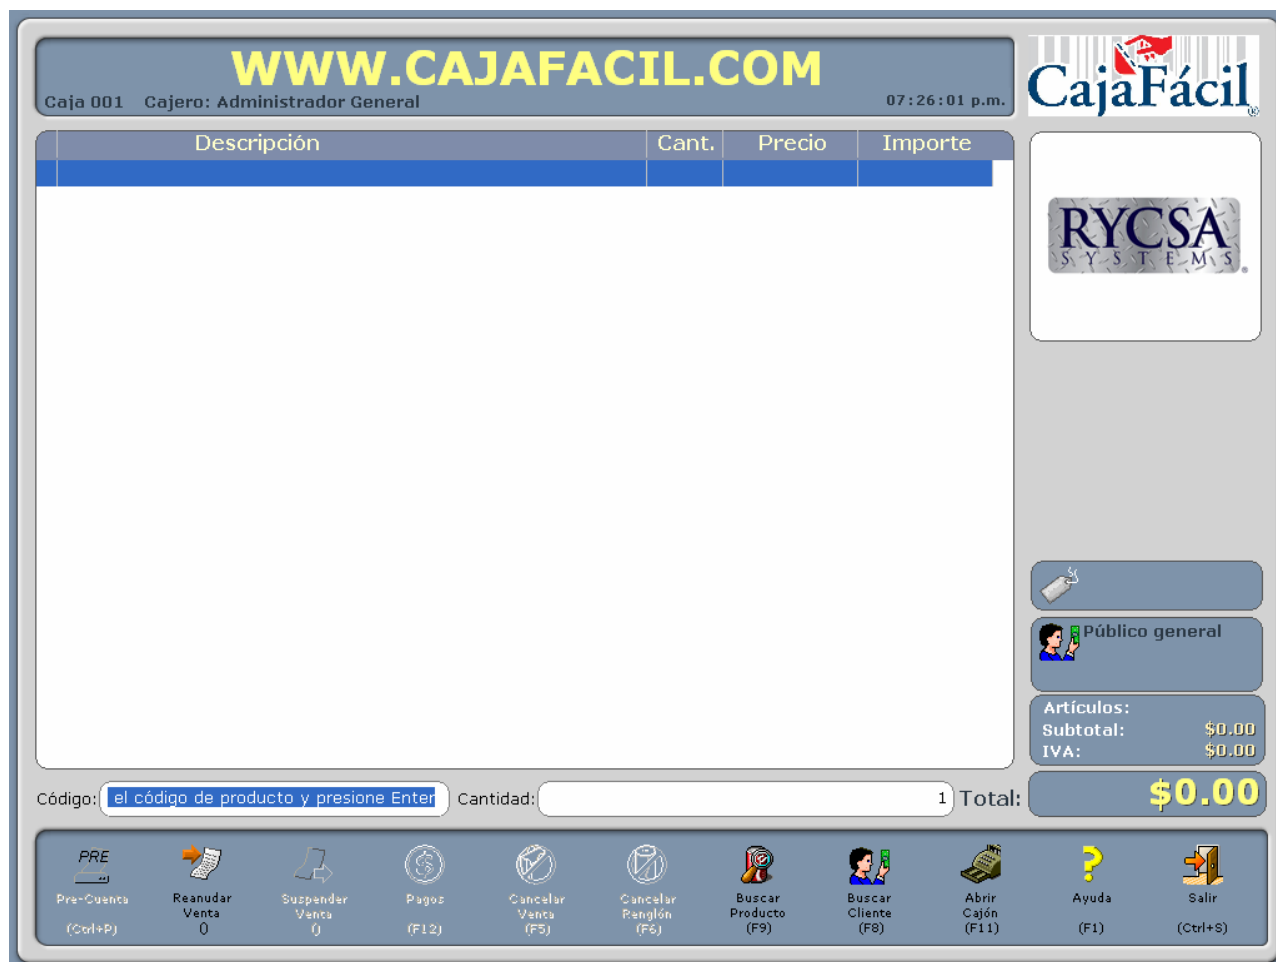 WWW.CAJAFACIL.COM
Caja 001 Cajero: Administrador General 07:26:01 p.m.
CajaFácil®
Descripción Cant. Precio Importe
RYCSA
SYSTEMS®
Público general
Artículos:
Subtotal: $0.00
IVA: $0.00
Código: el código de producto y presione Enter Cantidad: 1 Total: $0.00
PRE
Pre-Cuenta
(Ctrl+P)
Reanudar
Venta
()
Suspender
Venta
()
Pagos
(F12)
Cancelar
Venta
(F5)
Cancelar
Renglón
(F6)
Buscar
Producto
(F9)
Buscar
Cliente
(F8)
INT
Abrir
Cajón
(F11)
Ayuda
(F1)
Salir
(Ctrl+S)